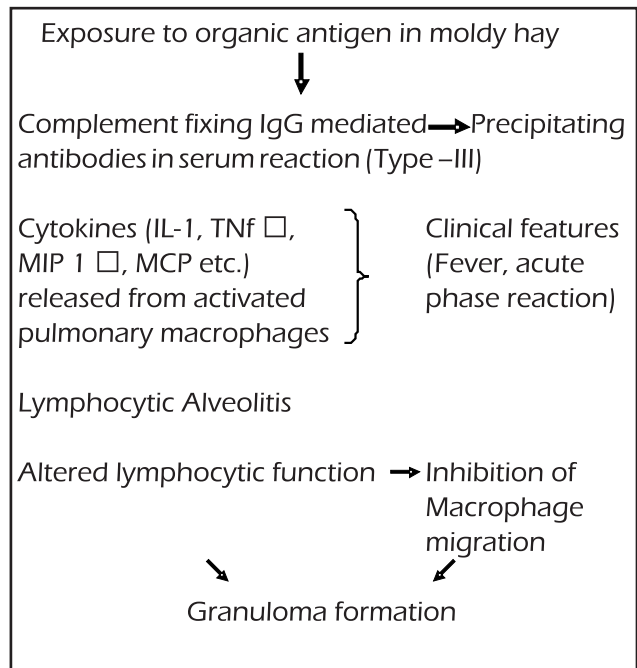 Exposure to organic antigen in moldy hay
Complement fixing IgG mediated Precipitating
antibodies in serum reaction (Type –III)
Cytokines (IL-1, TNf □,
MIP 1 □, MCP etc.)
released from activated
pulmonary macrophages
Clinical features
(Fever, acute
phase reaction)
Lymphocytic Alveolitis
Altered lymphocytic function
Inhibition of
Macrophage
migration
Granuloma formation